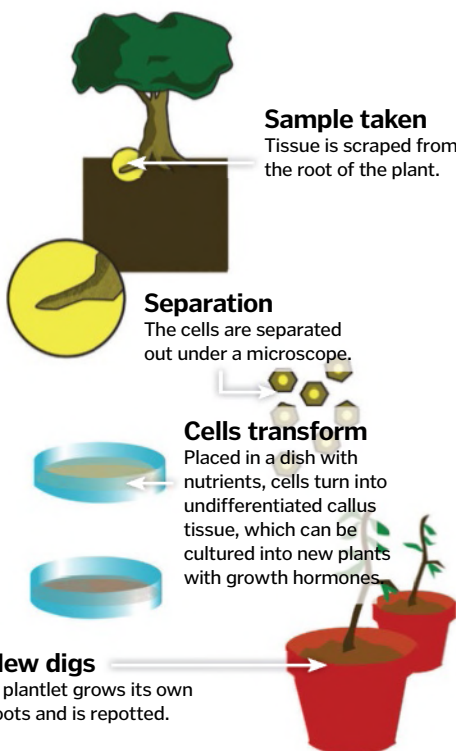 Sample taken
Tissue is scraped from
the root of the plant.
Separation
The cells are separated
out under a microscope.
Cells transform
Placed in a dish with
nutrients, cells turn into
undifferentiated callus
tissue, which can be
cultured into new plants
with growth hormones.
New digs
plantlet grows its own
roots and is repotted.